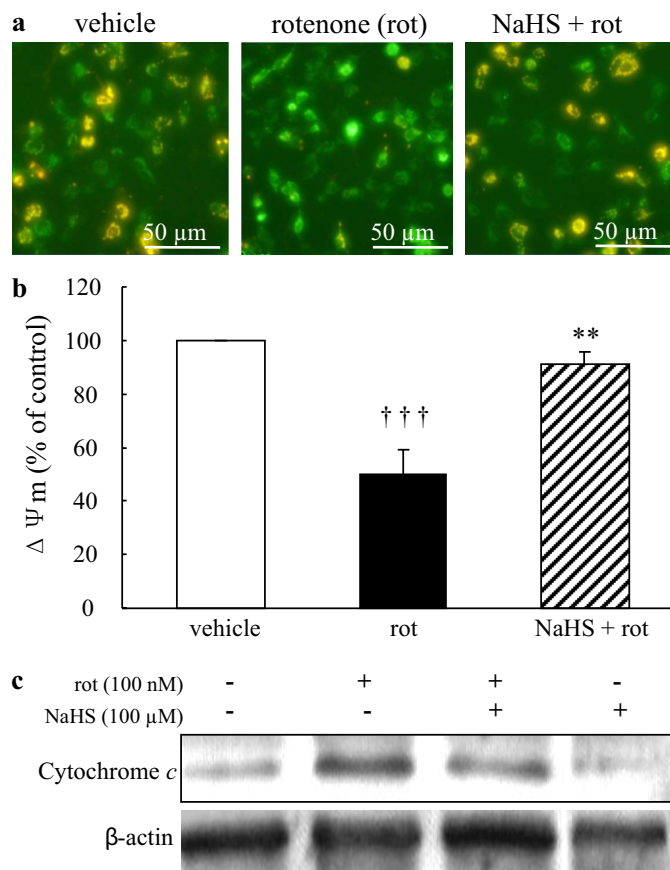 a vehicle rotenone (rot) NaHS + rot
50 µm 50 µm 50 µm
b
120
100
80
60
40
20
0
Δ Ψ m (% of control)
† † †
**
vehicle rot NaHS + rot
c
rot (100 nM) - + + -
NaHS (100 µM) - - + +
Cytochrome c
β-actin